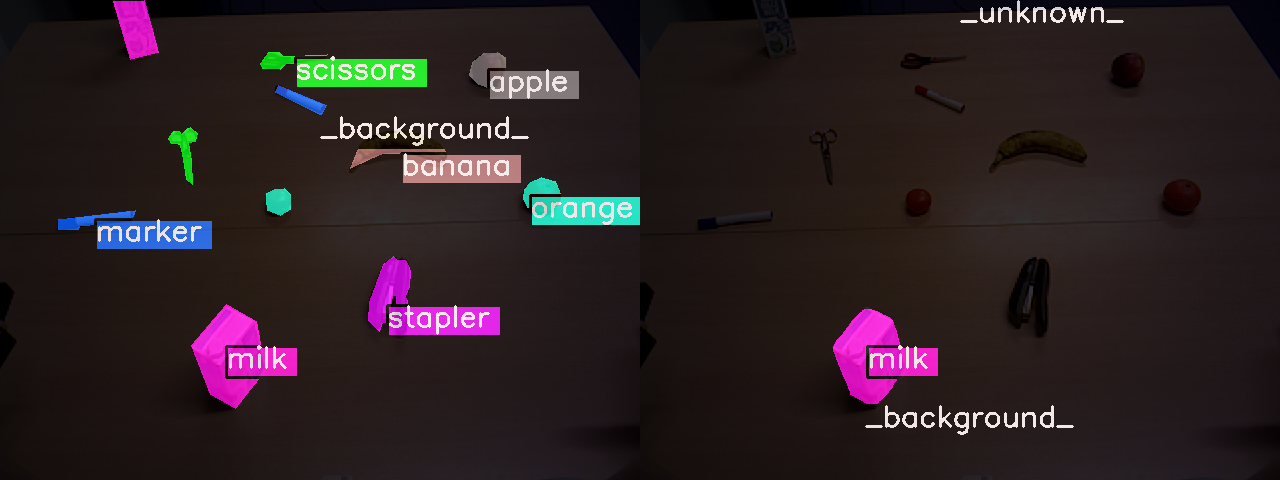 _unknown_
scissors
apple
_background_
banana
orange
marker
stapler
milk
milk
_background_